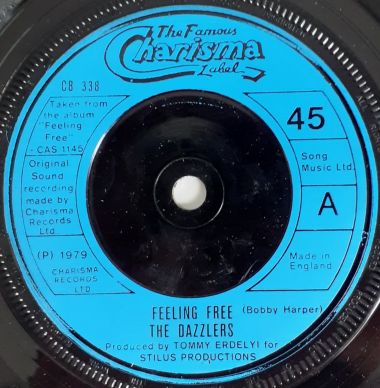 The Famous
Charisma
Label
CB 338
Taken from
the album
"Feeling
Free"
- CAS.1145
Original
Sound
recording
made by
Charisma
Records
Ltd.
(P) 1979
CHARISMA
RECORDS
LTD
45
Song
Music Ltd.
A
Made in
England
FEELING FREE (Bobby Harper)
THE DAZZLERS
Produced by TOMMY ERDELYI for
STILUS PRODUCTIONS